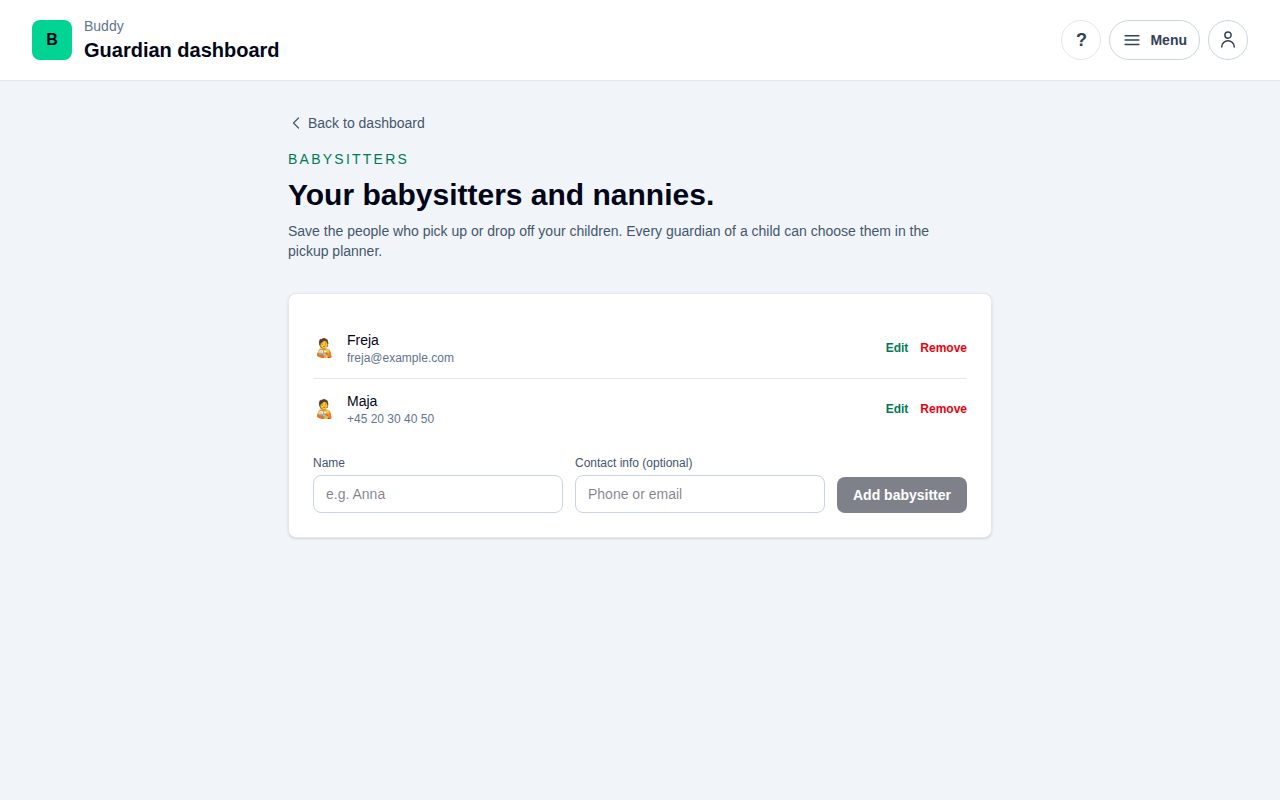 B
Buddy
Guardian dashboard
?
Menu
Back to dashboard
BABYSITTERS
Your babysitters and nannies.
Save the people who pick up or drop off your children. Every guardian of a child can choose them in the
pickup planner.
Freja
freja@example.com
Edit
Remove
Maja
+45 20 30 40 50
Edit
Remove
Name
Contact info (optional)
e.g. Anna
Phone or email
Add babysitter